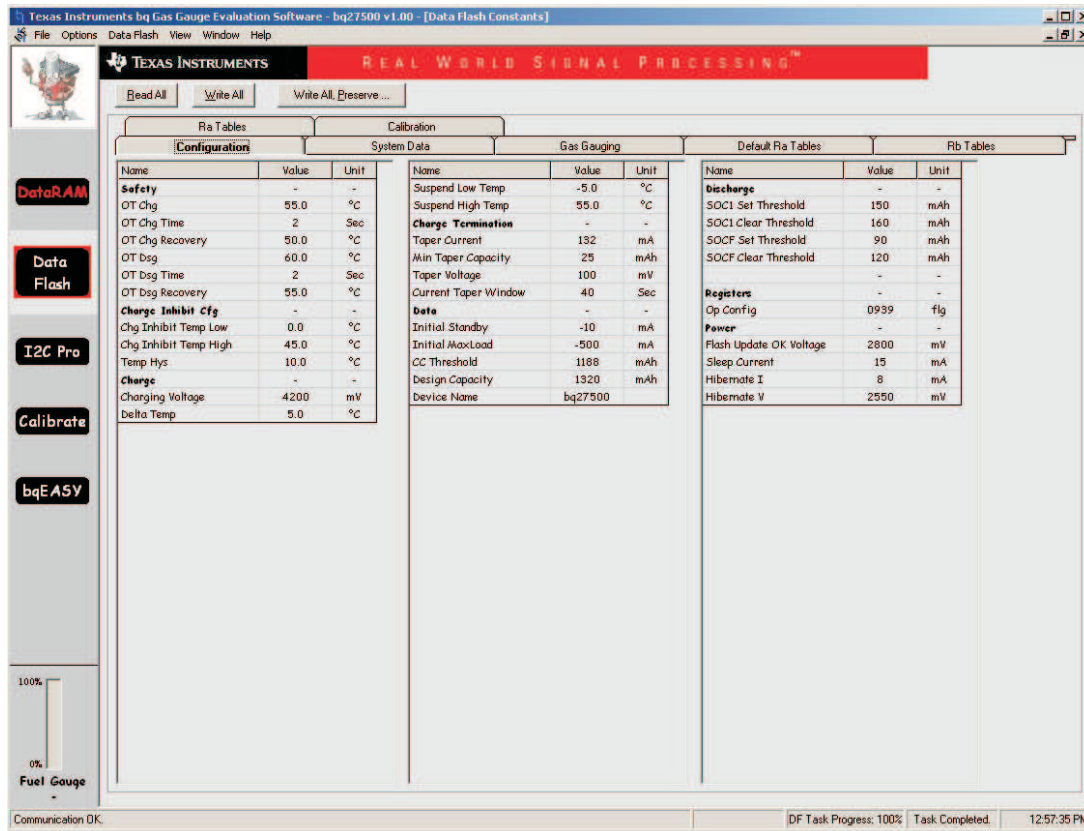 Texas Instruments bq Gas Gauge Evaluation Software - bq27500 v1.00 - [Data Flash Constants]
File Options Data Flash View Window Help
TEXAS INSTRUMENTS REAL WORLD SIGNAL PROCESSING™
Read All Write All Write All, Preserve ...
Ra Tables Calibration
Configuration System Data Gas Gauging Default Ra Tables Rb Tables
DataRAM
Data
Flash
I2C Pro
Calibrate
bqEASY
100%
0%
Fuel Gauge
-
Name Value Unit
Safety - -
OT Chg 55.0 °C
OT Chg Time 2 Sec
OT Chg Recovery 50.0 °C
OT Dsg 60.0 °C
OT Dsg Time 2 Sec
OT Dsg Recovery 55.0 °C
Charge Inhibit Cfg - -
Chg Inhibit Temp Low 0.0 °C
Chg Inhibit Temp High 45.0 °C
Temp Hys 10.0 °C
Charge - -
Charging Voltage 4200 mV
Delta Temp 5.0 °C
Name Value Unit
Suspend Low Temp -5.0 °C
Suspend High Temp 55.0 °C
Charge Termination - -
Taper Current 132 mA
Min Taper Capacity 25 mAh
Taper Voltage 100 mV
Current Taper Window 40 Sec
Data - -
Initial Standby -10 mA
Initial MaxLoad -500 mA
CC Threshold 1188 mAh
Design Capacity 1320 mAh
Device Name bq27500
Name Value Unit
Discharge - -
SOC1 Set Threshold 150 mAh
SOC1 Clear Threshold 160 mAh
SOCF Set Threshold 90 mAh
SOCF Clear Threshold 120 mAh
- -
Registers - -
Op Config 0939 flg
Power - -
Flash Update OK Voltage 2800 mV
Sleep Current 15 mA
Hibernate I 8 mA
Hibernate V 2550 mV
Communication OK. DF Task Progress: 100% Task Completed. 12:57:35 PM